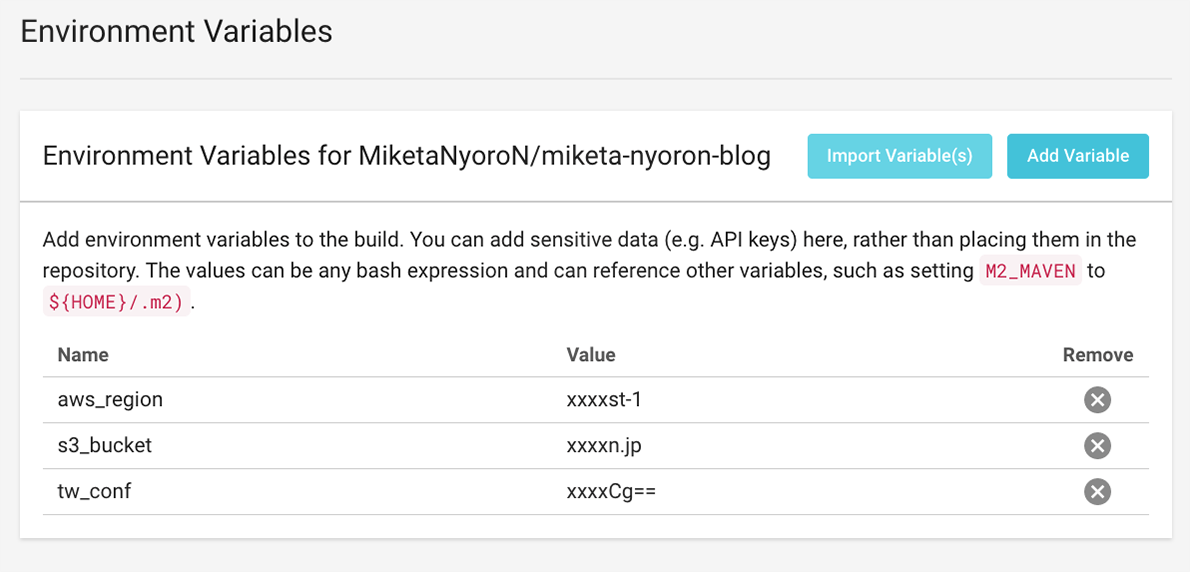 Environment Variables
Environment Variables for MiketaNyoroN/miketa-nyoron-blog
Import Variable(s)
Add Variable
Add environment variables to the build. You can add sensitive data (e.g. API keys) here, rather than placing them in the
repository. The values can be any bash expression and can reference other variables, such as setting M2_MAVEN to
${HOME}/.m2).
Name Value Remove
aws_region xxxxst-1
s3_bucket xxxxn.jp
tw_conf xxxxCg==